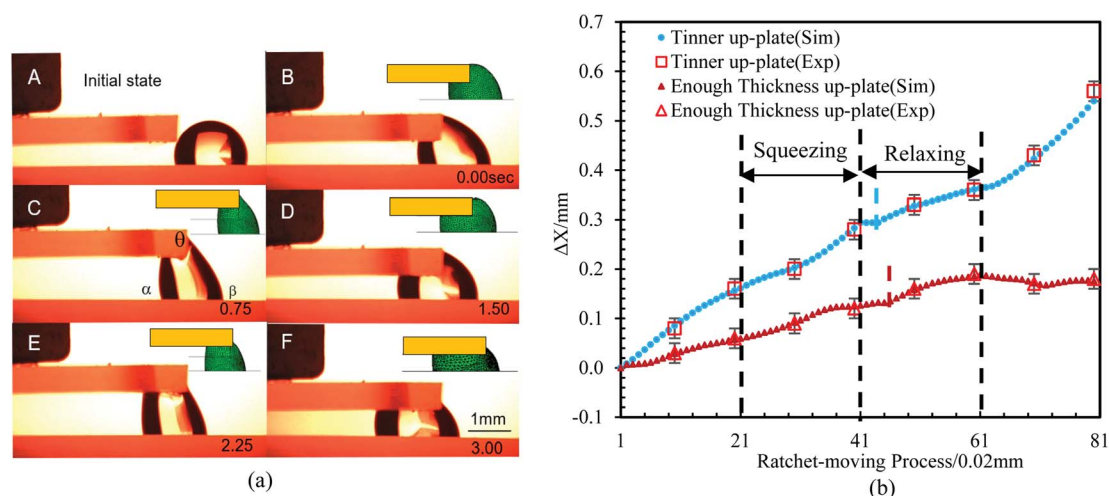 A
Initial state
B
0.00sec
C
θ
α
β
0.75
D
1.50
E
2.25
F
1mm
3.00
(a)
0.7
0.6
0.5
0.4
0.3
0.2
0.1
0.0
-0.1
ΔX/mm
Tinner up-plate(Sim)
Tinner up-plate(Exp)
Enough Thickness up-plate(Sim)
Enough Thickness up-plate(Exp)
Squeezing
Relaxing
1 21 41 61 81
Ratchet-moving Process/0.02mm
(b)